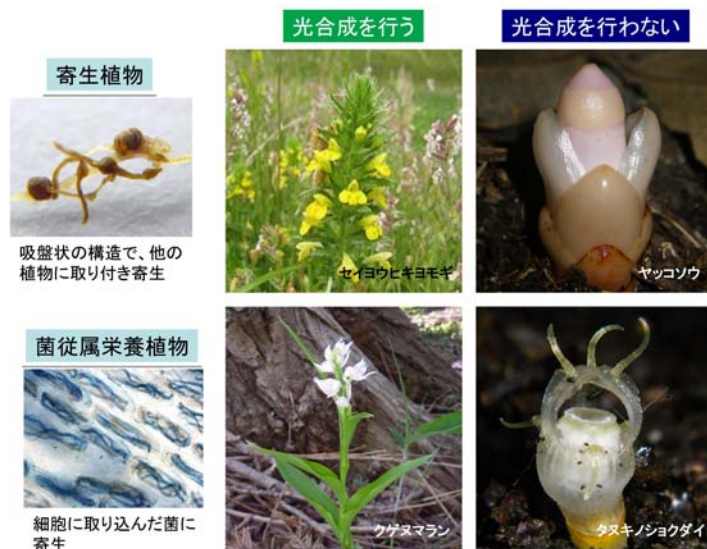 光合成を行う
光合成を行わない
寄生植物
吸盤状の構造で、他の
植物に取り付き寄生
セイヨウヒキヨモギ
ヤッコソウ
菌従属栄養植物
細胞に取り込んだ菌に
寄生
クゲヌマラン
タヌキノショクダイ